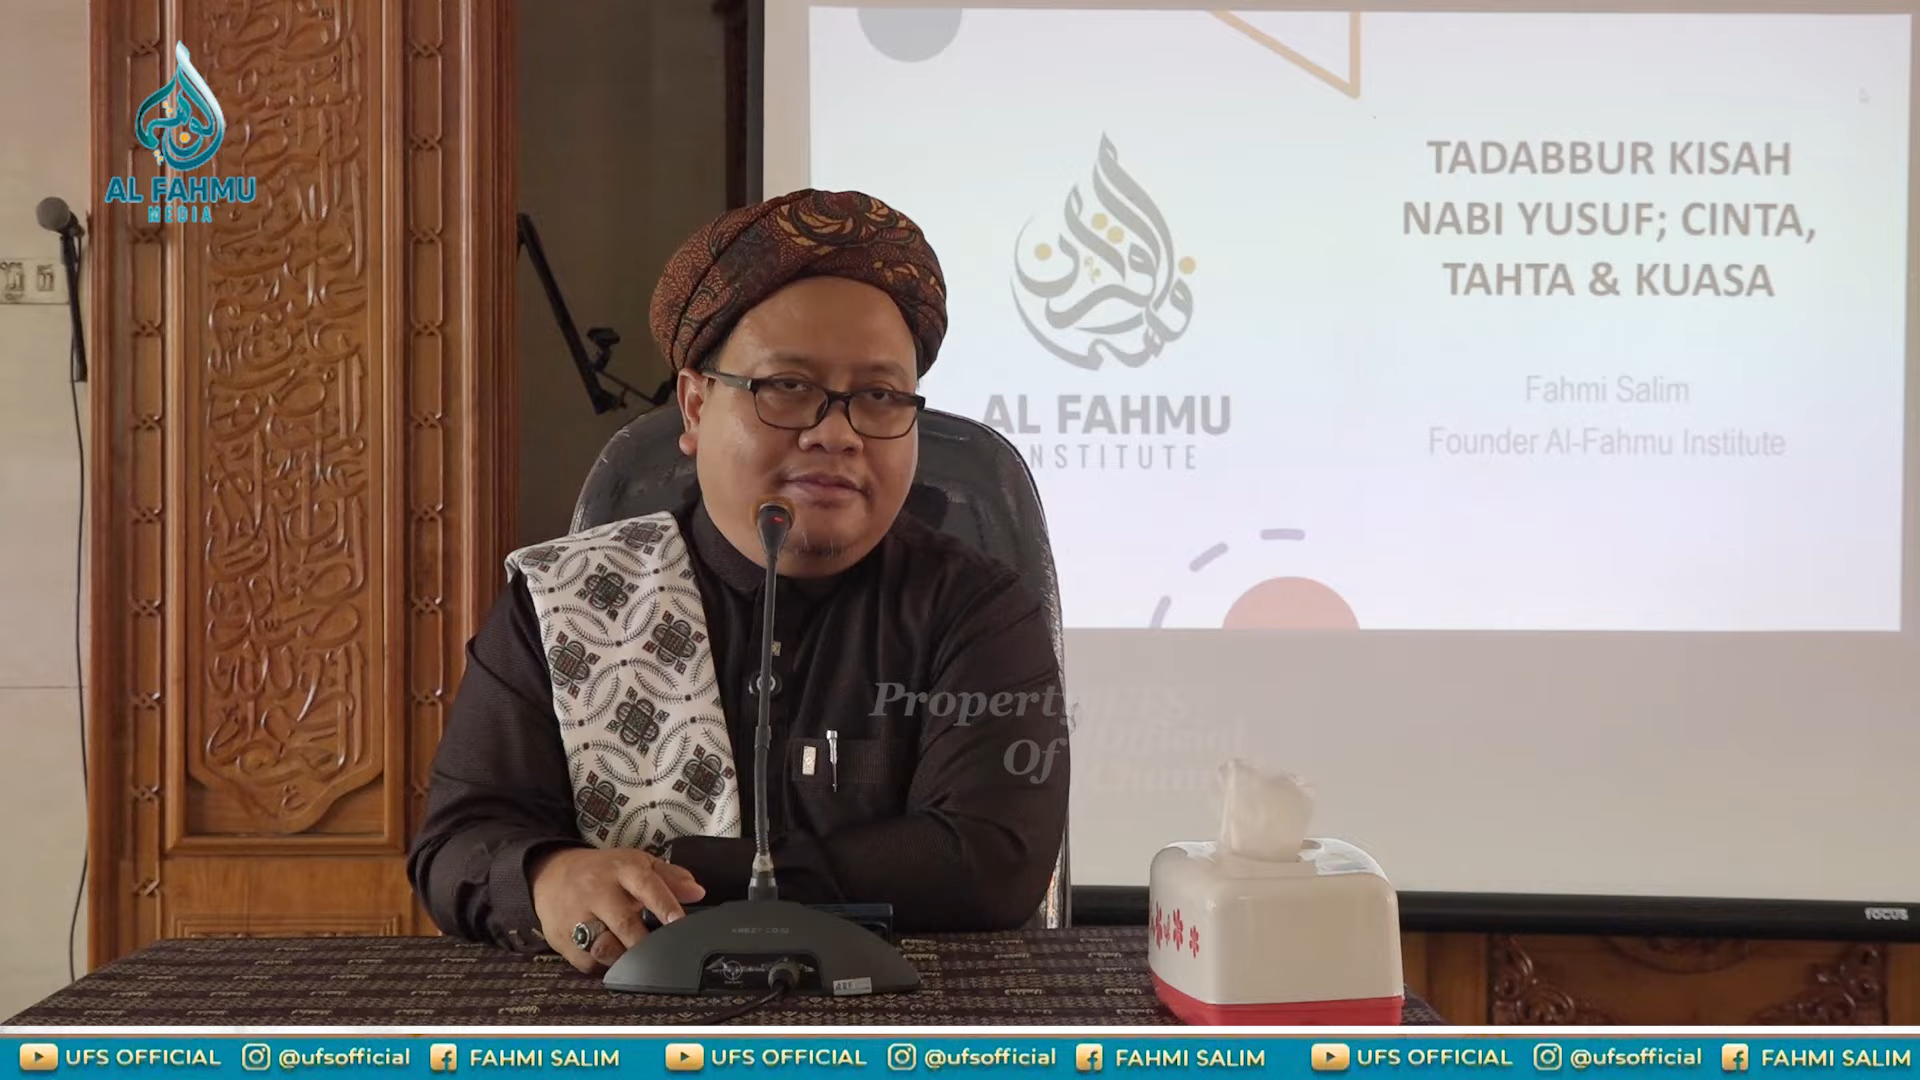 AL FAHMU
MEDIA
TADABBUR KISAH
NABI YUSUF; CINTA,
TAHTA & KUASA
Fahmi Salim
Founder Al-Fahmu Institute
AL FAHMU
INSTITUTE
Property
Of
FOCUS
UFS OFFICIAL @ufsofficial FAHMI SALIM UFS OFFICIAL @ufsofficial FAHMI SALIM UFS OFFICIAL @ufsofficial FAHMI SALIM